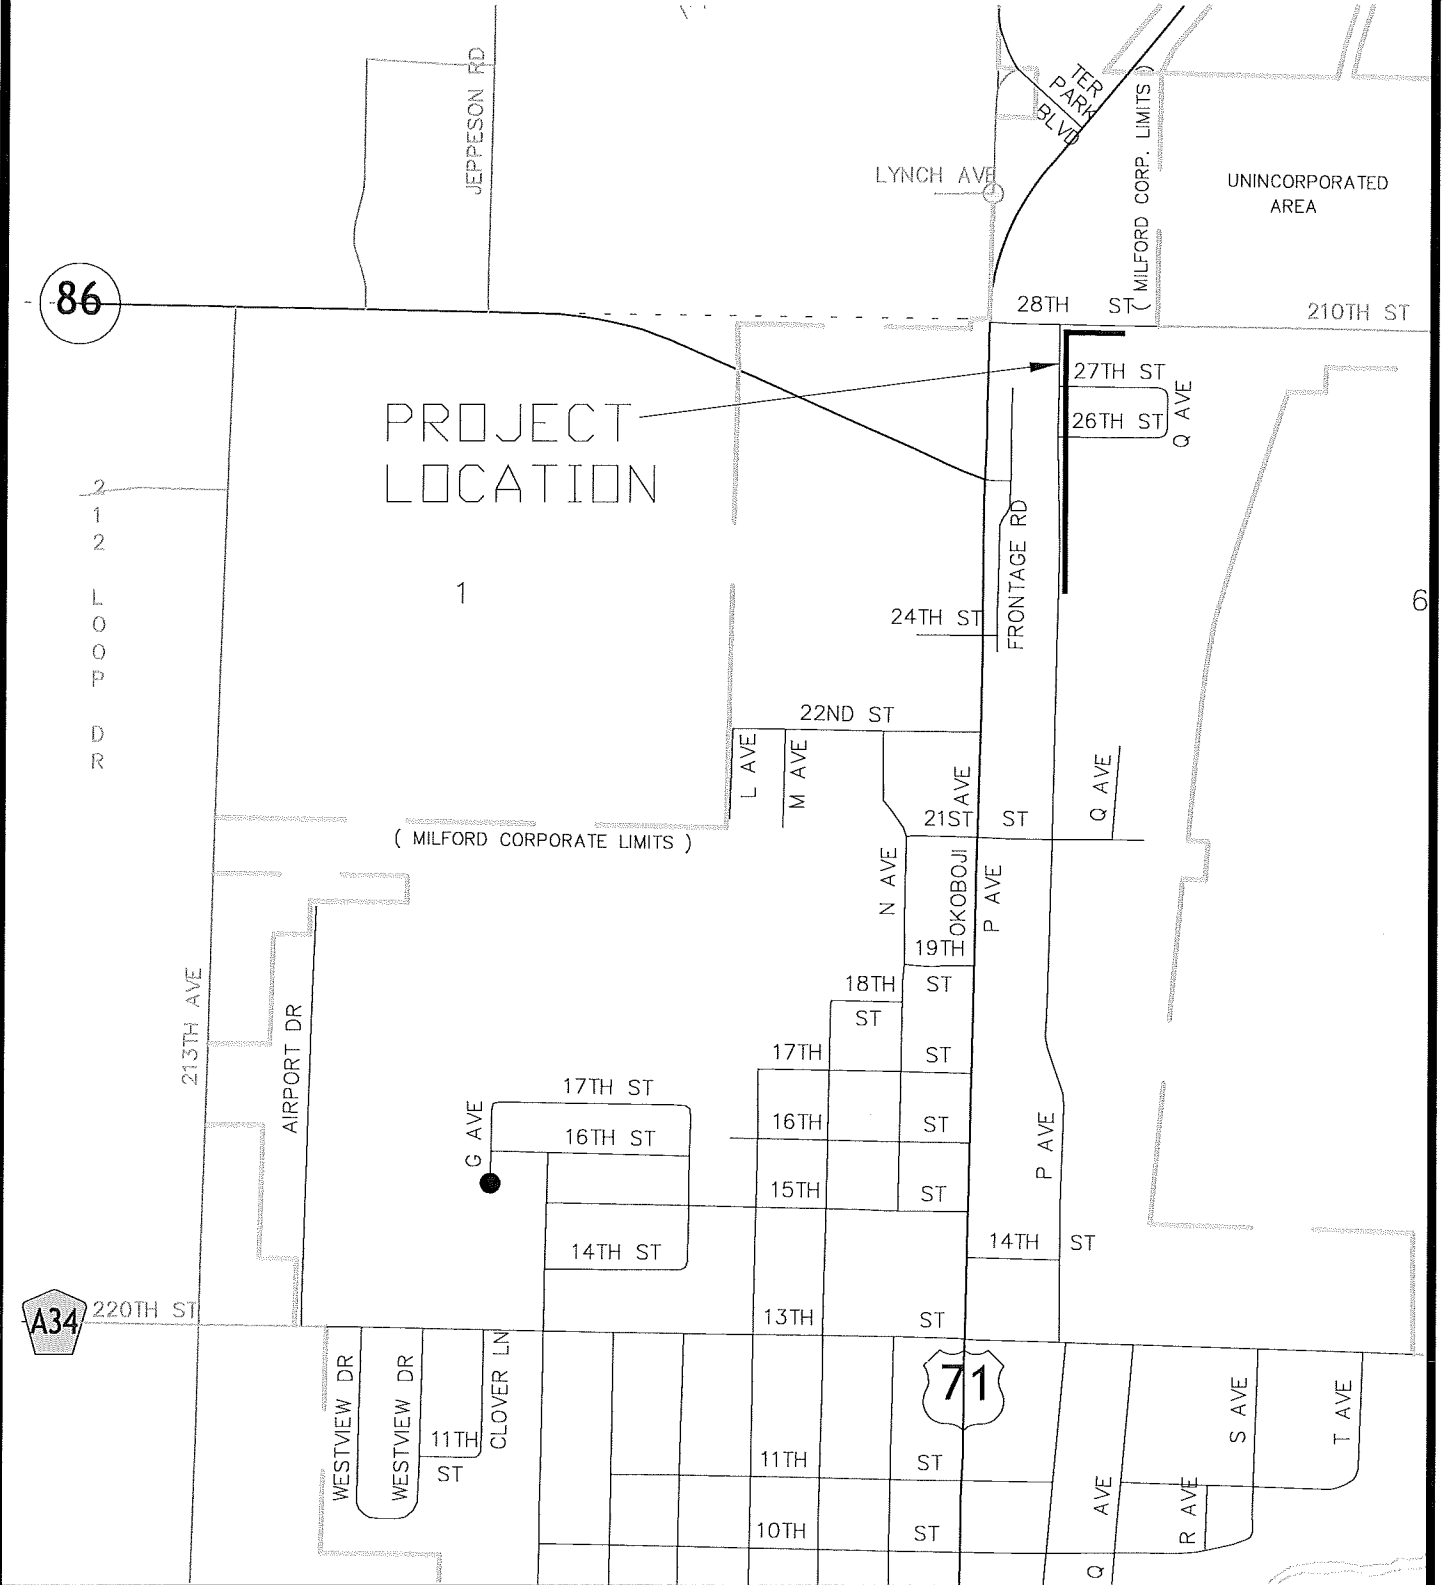 JEPPESON RD
TER
PARK
BLVD
( MILFORD CORP. LIMITS )
LYNCH AVE
UNINCORPORATED
AREA
86
28TH ST
210TH ST
27TH ST
26TH ST
Q AVE
PROJECT
LOCATION
212 LOOP DR
1
FRONTAGE RD
24TH ST
6
22ND ST
L AVE
M AVE
OKOBOJI AVE
Q AVE
21ST ST
( MILFORD CORPORATE LIMITS )
N AVE
P AVE
19TH ST
18TH
ST
213TH AVE
AIRPORT DR
17TH ST
17TH ST
G AVE
16TH ST
16TH ST
P AVE
15TH ST
14TH ST
14TH ST
A34
220TH ST
13TH ST
WESTVIEW DR
WESTVIEW DR
CLOVER LN
71
S AVE
T AVE
11TH
ST
11TH ST
Q AVE
R AVE
10TH ST